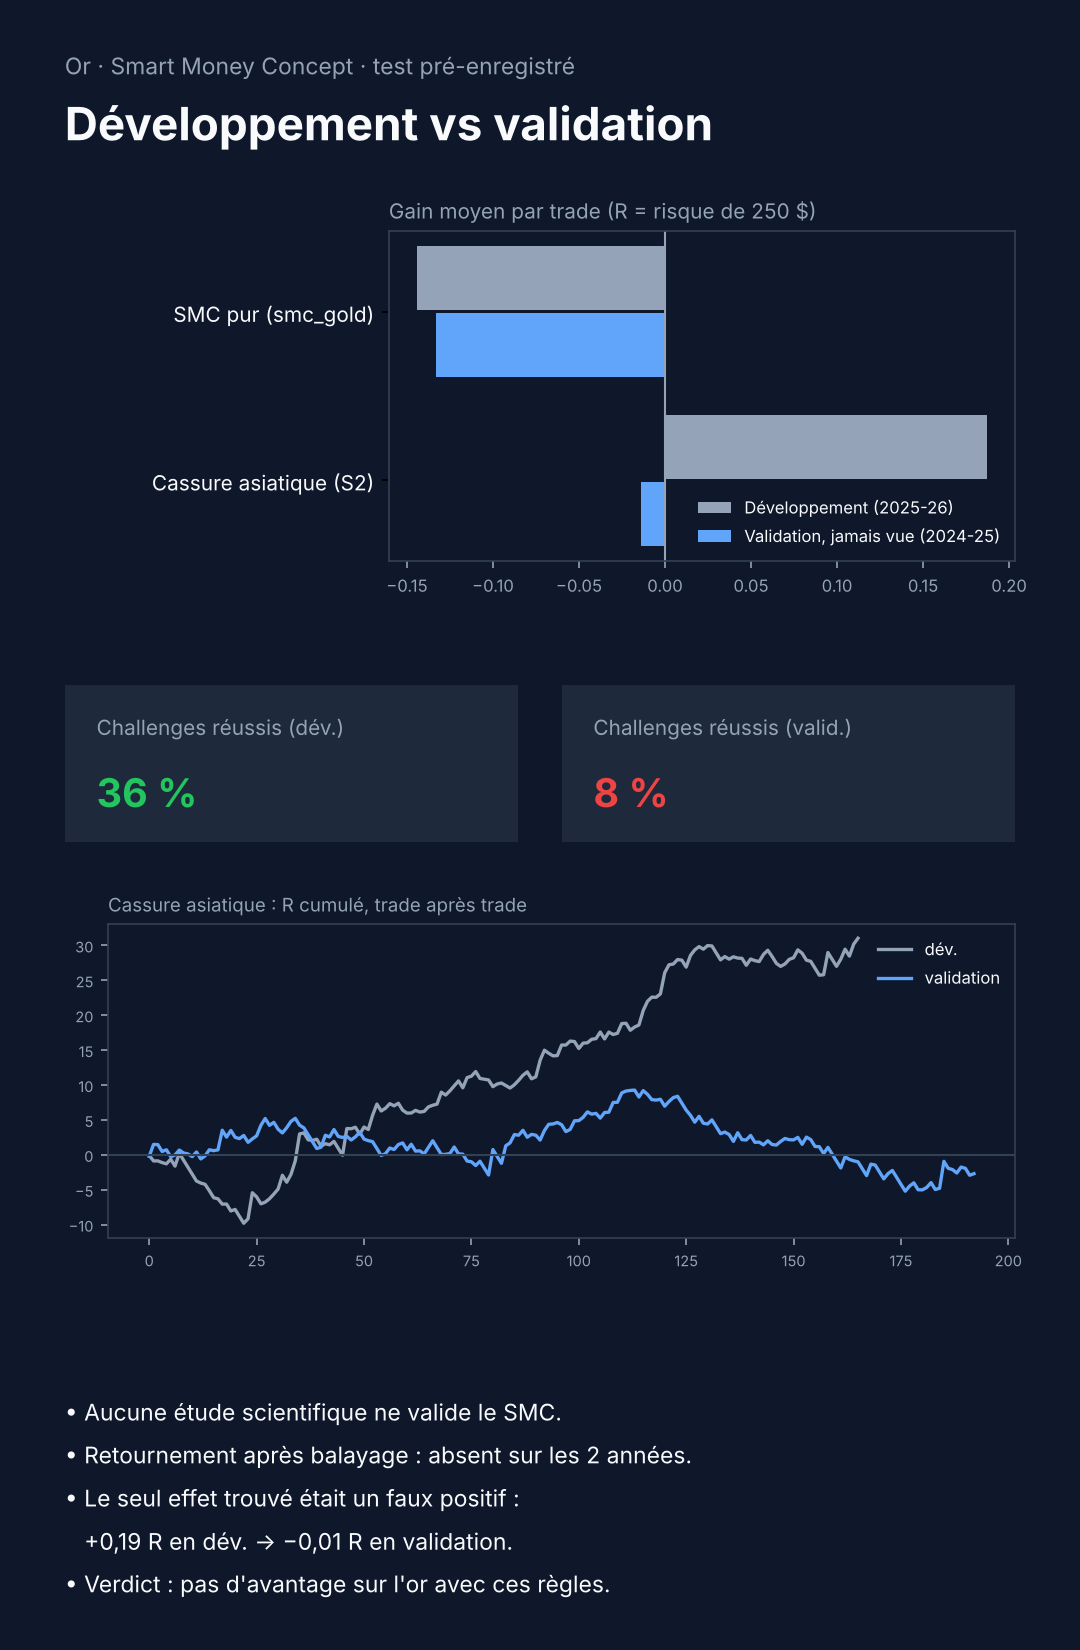 Or · Smart Money Concept · test pré-enregistré
Développement vs validation
Gain moyen par trade (R = risque de 250 $)
SMC pur (smc_gold)
Cassure asiatique (S2)
Développement (2025-26)
Validation, jamais vue (2024-25)
−0.15 −0.10 −0.05 0.00 0.05 0.10 0.15 0.20
Challenges réussis (dév.)
36 %
Challenges réussis (valid.)
8 %
Cassure asiatique : R cumulé, trade après trade
30
25
20
15
10
5
0
−5
−10
dév.
validation
0 25 50 75 100 125 150 175 200
• Aucune étude scientifique ne valide le SMC.
• Retournement après balayage : absent sur les 2 années.
• Le seul effet trouvé était un faux positif :
+0,19 R en dév. → −0,01 R en validation.
• Verdict : pas d'avantage sur l'or avec ces règles.